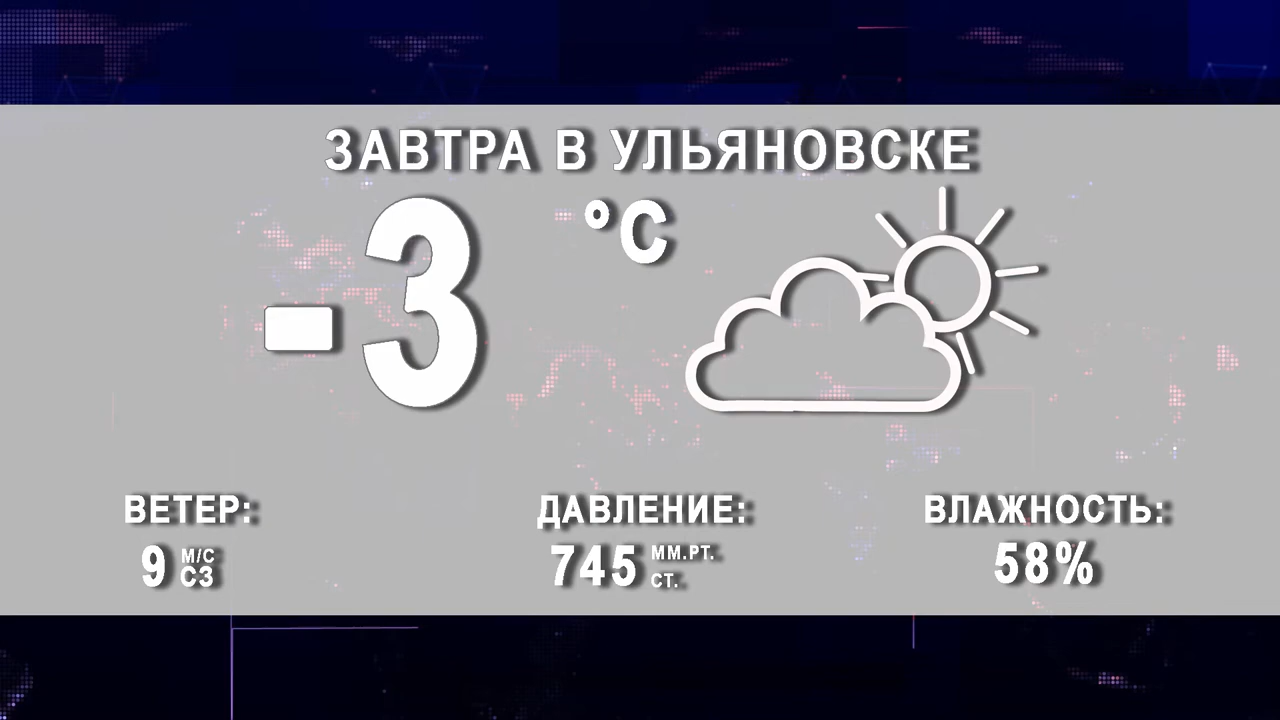 ЗАВТРА В УЛЬЯНОВСКЕ
-3 °C
ВЕТЕР:
9 М/С СЗ
ДАВЛЕНИЕ:
745 ММ.РТ. СТ.
ВЛАЖНОСТЬ:
58%